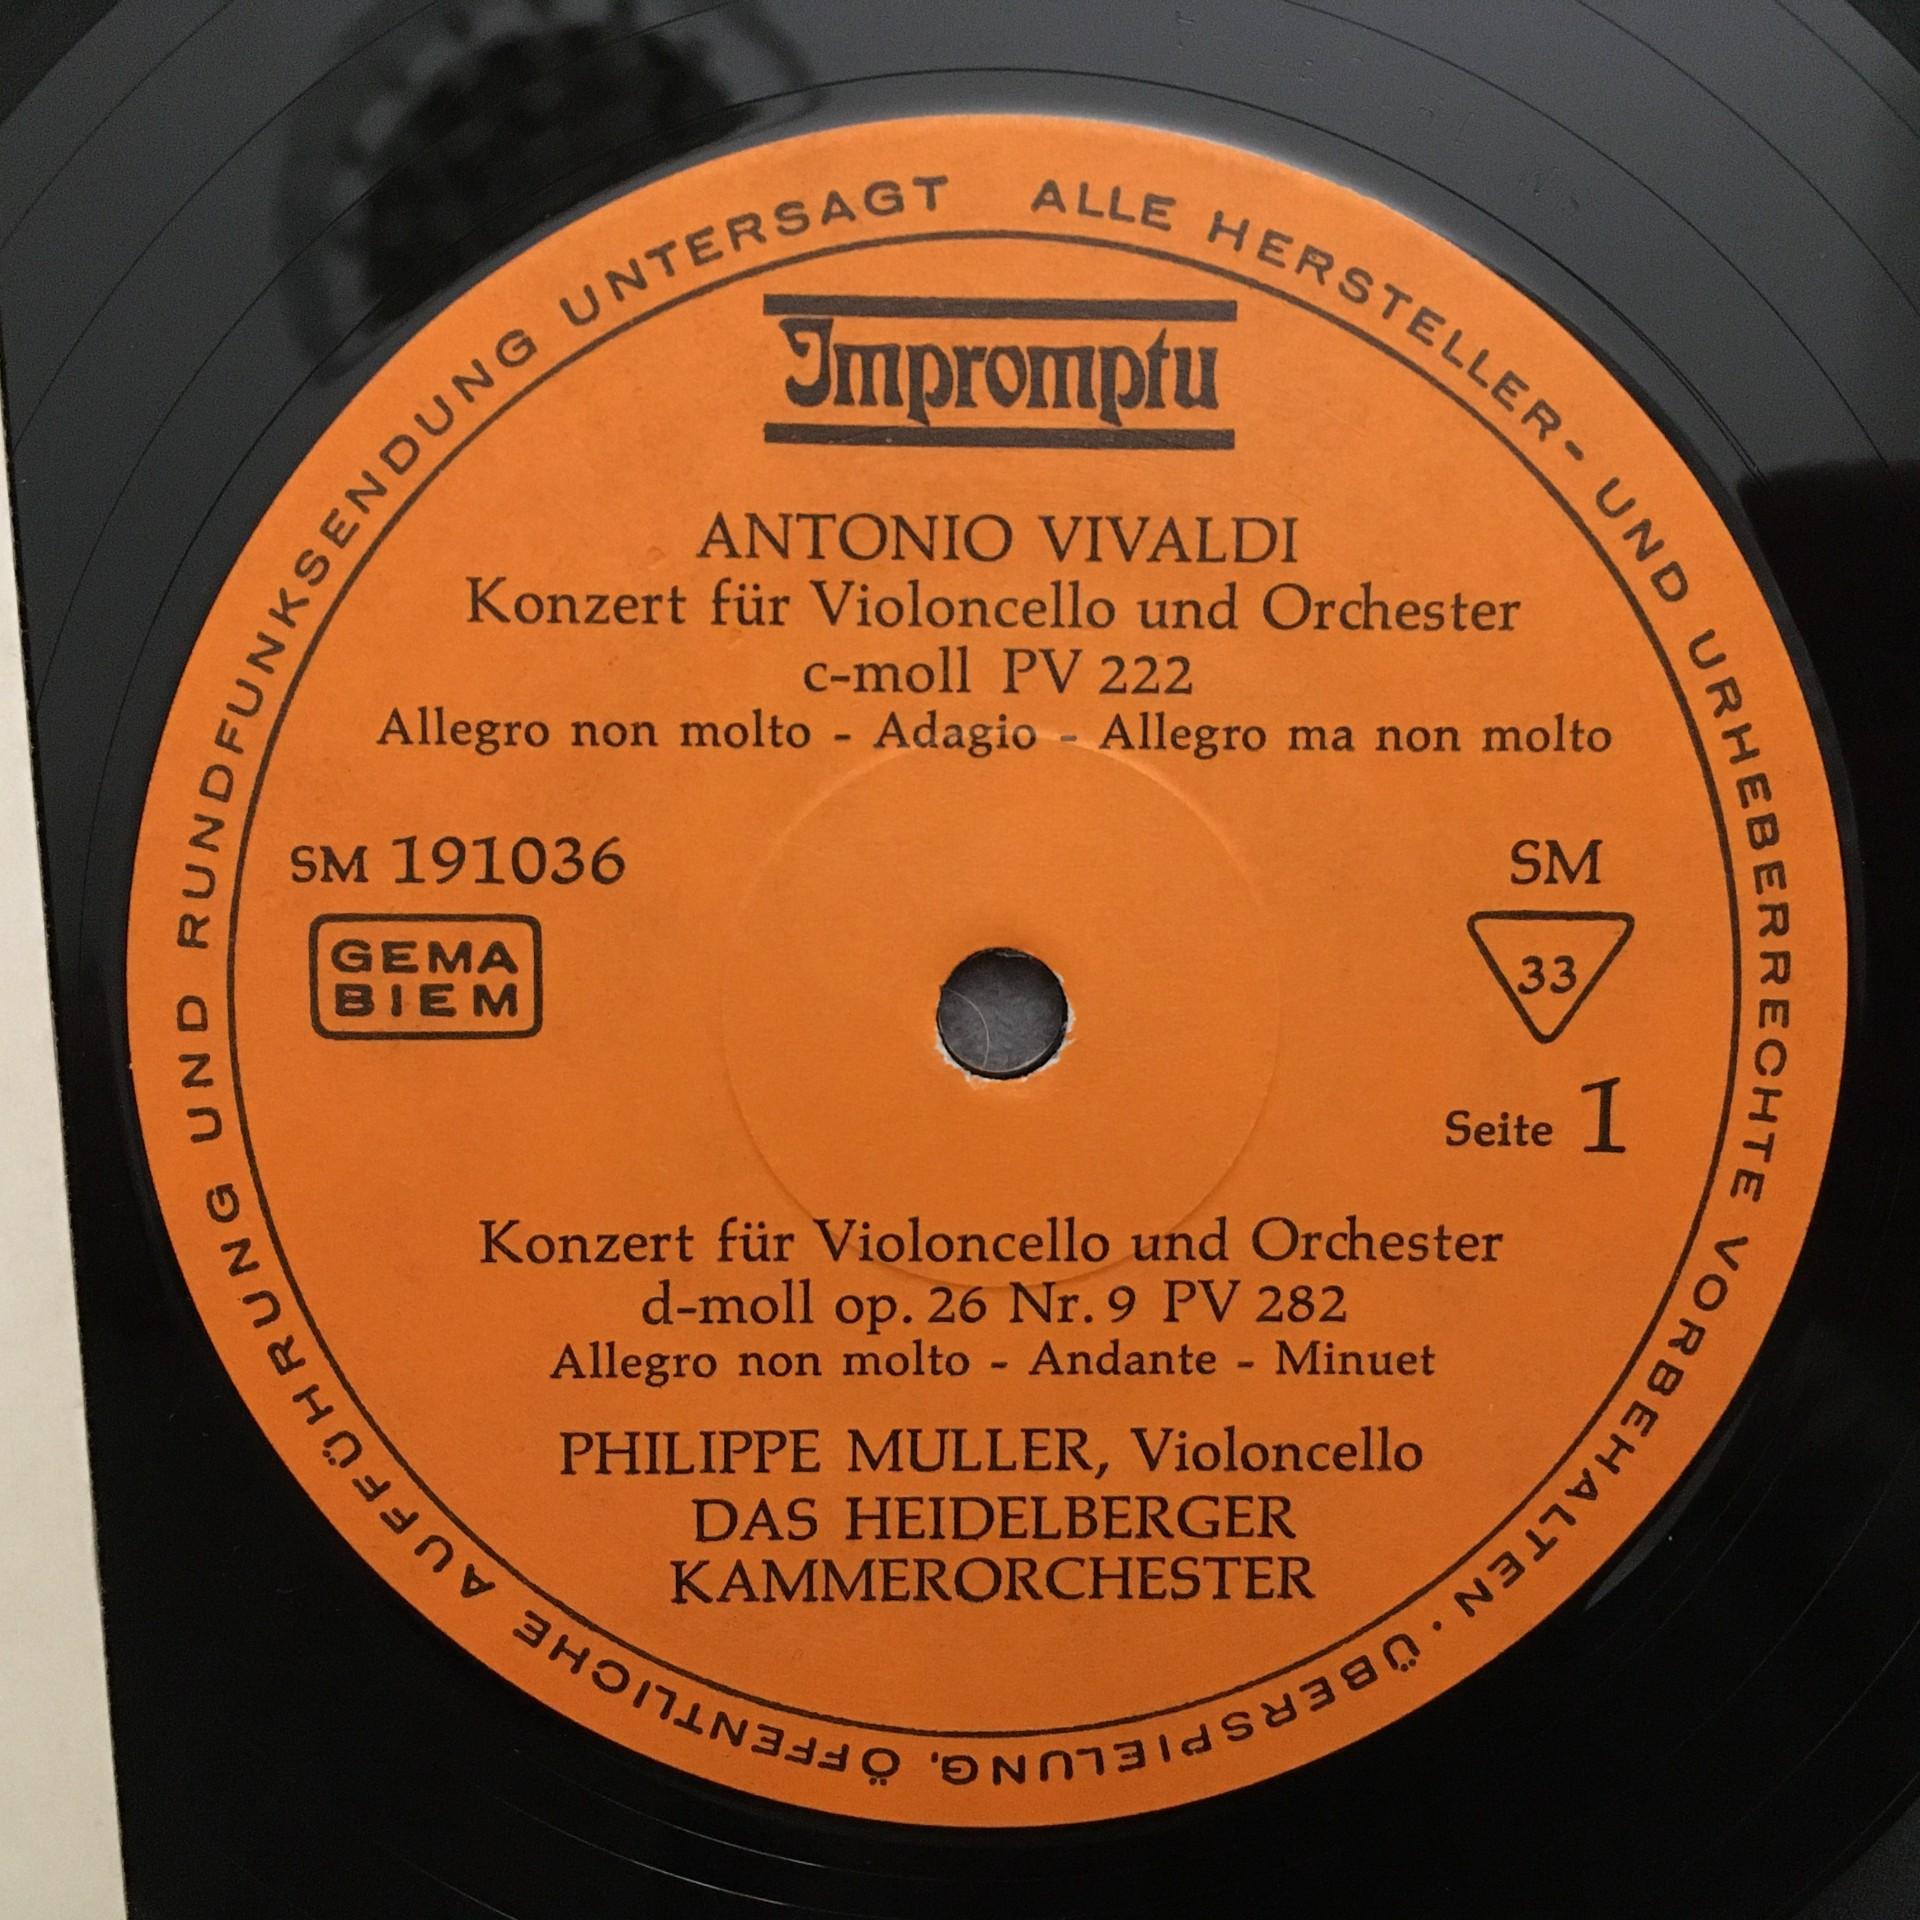 ALLE HERSTELLER- UND URHEBERRECHTE VORBEHALTEN · ÜBERSPIELUNG, ÖFFENTLICHE AUFFÜHRUNG UND RUNDFUNKSENDUNG UNTERSAGT
Impromptu
ANTONIO VIVALDI
Konzert für Violoncello und Orchester
c-moll PV 222
Allegro non molto - Adagio - Allegro ma non molto
SM 191036
GEMA
BIEM
SM
33
Seite 1
Konzert für Violoncello und Orchester
d-moll op. 26 Nr. 9 PV 282
Allegro non molto - Andante - Minuet
PHILIPPE MULLER, Violoncello
DAS HEIDELBERGER
KAMMERORCHESTER